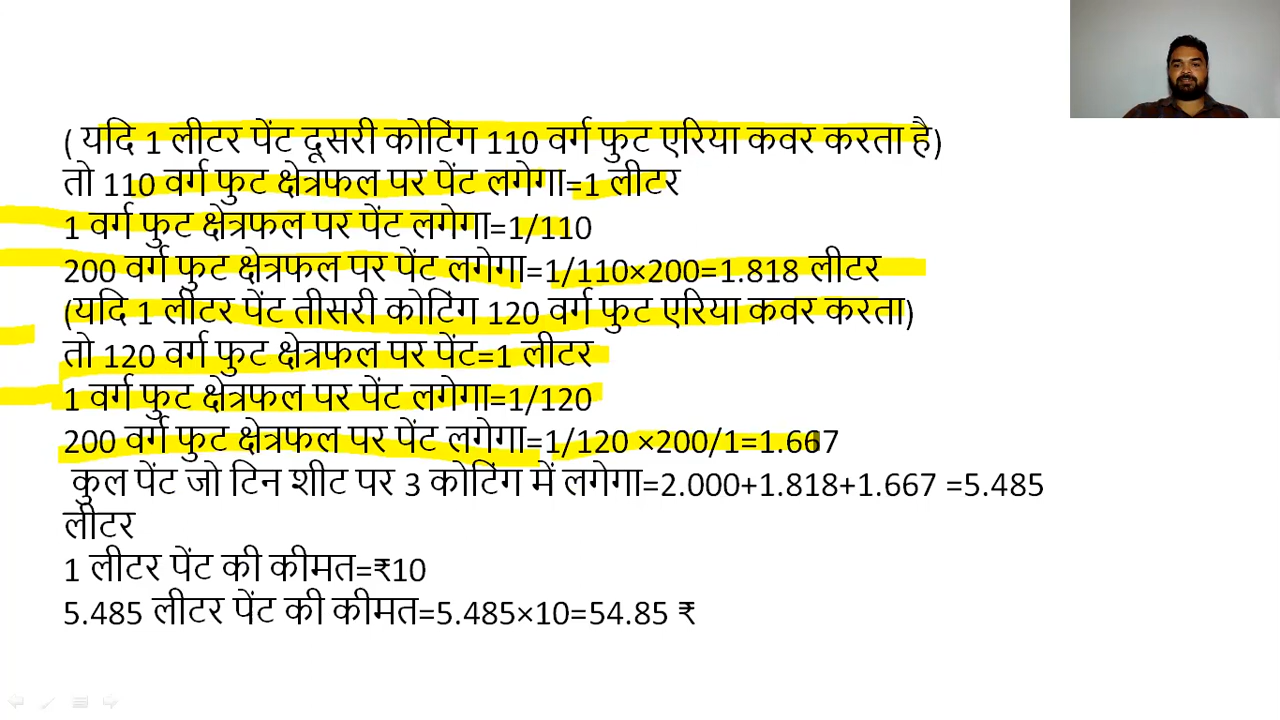 ( यदि 1 लीटर पेंट दूसरी कोटिंग 110 वर्ग फुट एरिया कवर करता है)
तो 110 वर्ग फुट क्षेत्रफल पर पेंट लगेगा=1 लीटर
1 वर्ग फुट क्षेत्रफल पर पेंट लगेगा=1/110
200 वर्ग फुट क्षेत्रफल पर पेंट लगेगा=1/110×200=1.818 लीटर
(यदि 1 लीटर पेंट तीसरी कोटिंग 120 वर्ग फुट एरिया कवर करता)
तो 120 वर्ग फुट क्षेत्रफल पर पेंट=1 लीटर
1 वर्ग फुट क्षेत्रफल पर पेंट लगेगा=1/120
200 वर्ग फुट क्षेत्रफल पर पेंट लगेगा=1/120 ×200/1=1.667
कुल पेंट जो टिन शीट पर 3 कोटिंग में लगेगा=2.000+1.818+1.667 =5.485
लीटर
1 लीटर पेंट की कीमत=₹10
5.485 लीटर पेंट की कीमत=5.485×10=54.85 ₹